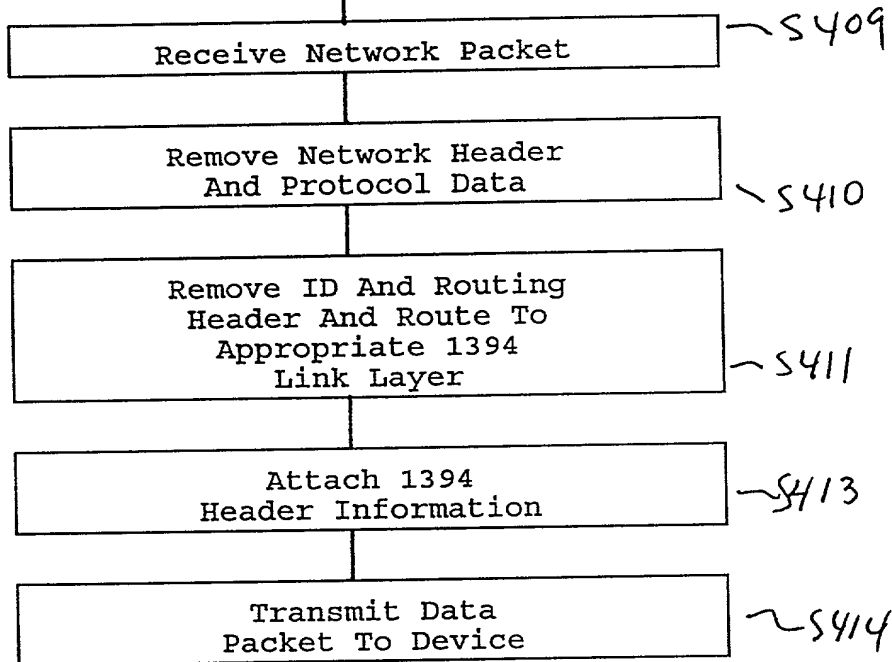 Receive Network Packet
S409
Remove Network Header
And Protocol Data
S410
Remove ID And Routing
Header And Route To
Appropriate 1394
Link Layer
S411
Attach 1394
Header Information
S413
Transmit Data
Packet To Device
S414